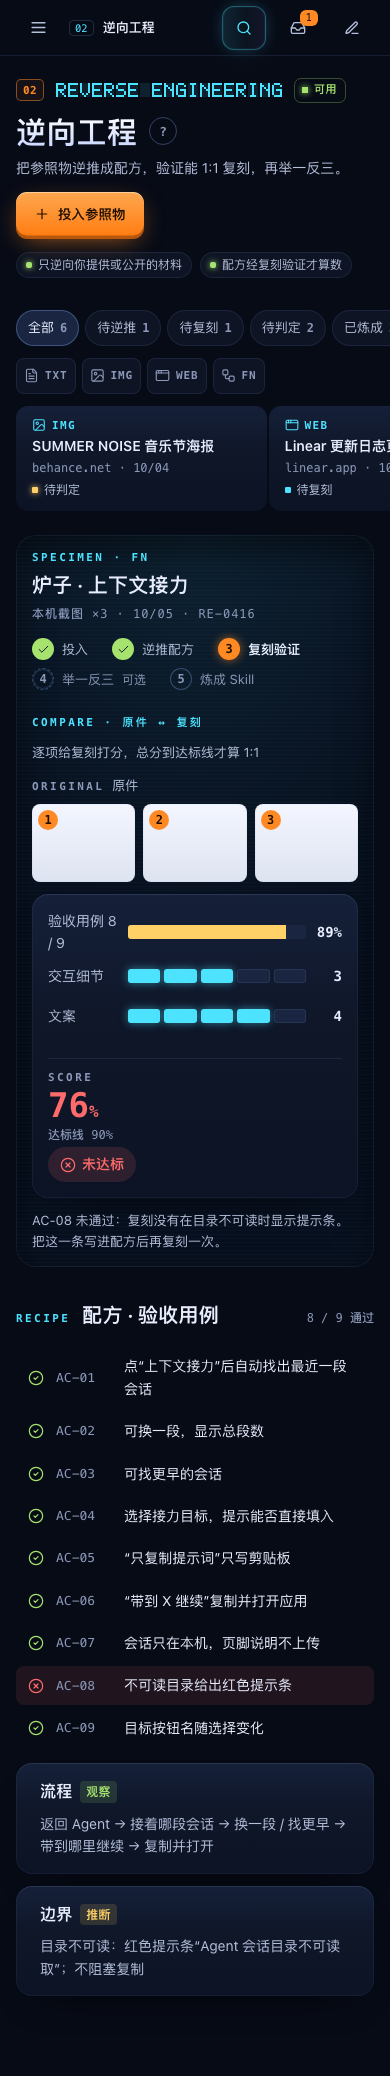 02 逆向工程 1
02 REVERSE ENGINEERING 可用
逆向工程 ?
把参照物逆推成配方，验证能 1:1 复刻，再举一反三。
+ 投入参照物
只逆向你提供或公开的材料 配方经复刻验证才算数
全部 6 待逆推 1 待复刻 1 待判定 2 已炼成
TXT IMG WEB FN
IMG WEB
SUMMER NOISE 音乐节海报 Linear 更新日志
behance.net · 10/04 linear.app · 10
待判定 待复刻
SPECIMEN · FN
炉子 · 上下文接力
本机截图 ×3 · 10/05 · RE-0416
投入 逆推配方 3 复刻验证
4 举一反三 可选 5 炼成 Skill
COMPARE · 原件 ↔ 复刻
逐项给复刻打分，总分到达标线才算 1:1
ORIGINAL 原件
1 2 3
验收用例 8 / 9 89%
交互细节 3
文案 4
SCORE
76%
达标线 90%
未达标
AC-08 未通过：复刻没有在目录不可读时显示提示条。
把这一条写进配方后再复刻一次。
RECIPE 配方 · 验收用例 8 / 9 通过
AC-01 点“上下文接力”后自动找出最近一段会话
AC-02 可换一段，显示总段数
AC-03 可找更早的会话
AC-04 选择接力目标，提示能否直接填入
AC-05 “只复制提示词”只写剪贴板
AC-06 “带到 X 继续”复制并打开应用
AC-07 会话只在本机，页脚说明不上传
AC-08 不可读目录给出红色提示条
AC-09 目标按钮名随选择变化
流程 观察
返回 Agent → 接着哪段会话 → 换一段 / 找更早 →
带到哪里继续 → 复制并打开
边界 推断
目录不可读：红色提示条“Agent 会话目录不可读
取”；不阻塞复制